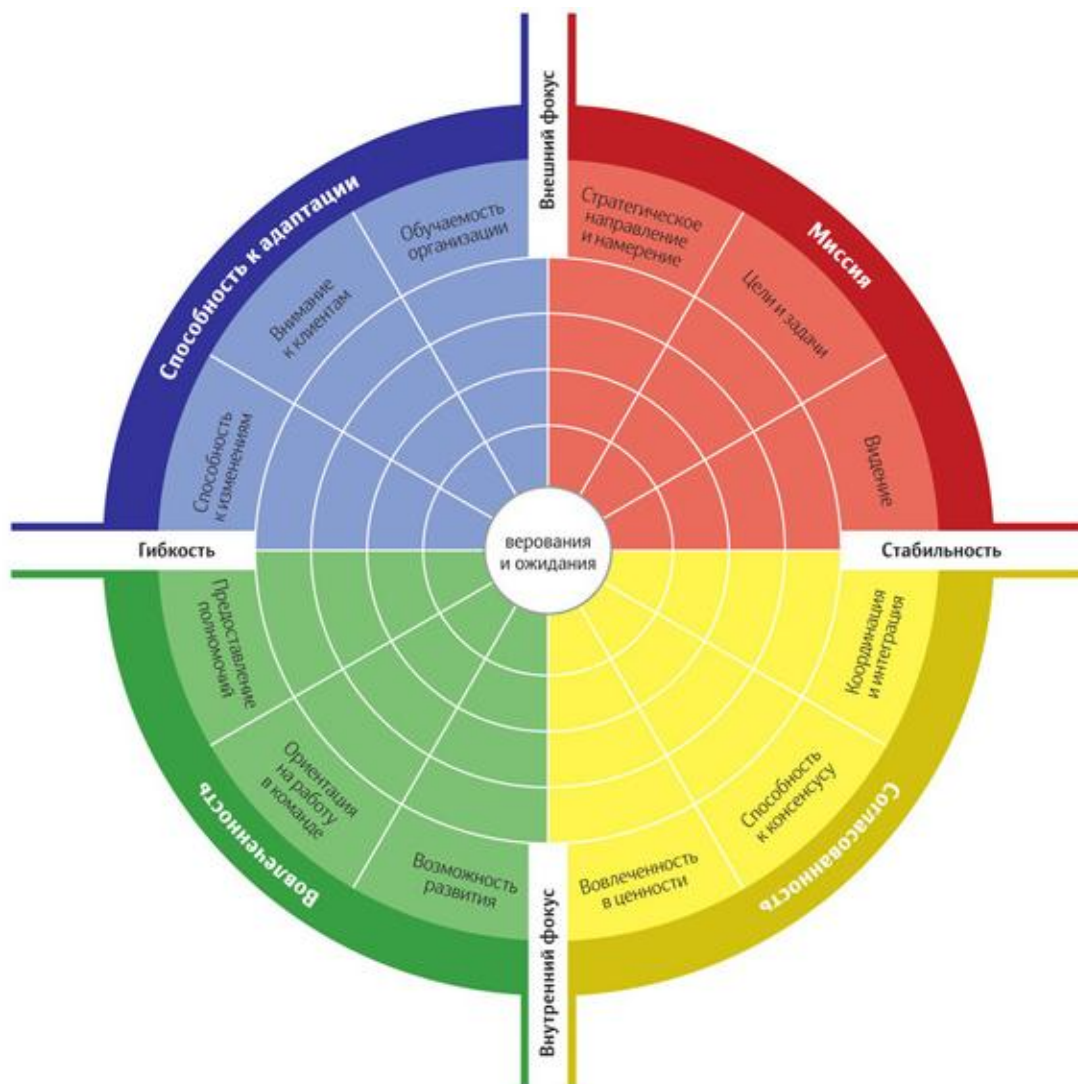 Внешний фокус
Способность к адаптации
Обучаемость
организации
Внимание
к клиентам
Способность
к изменениям
Миссия
Стратегическое
направление
и намерение
Цели и задачи
Видение
Гибкость
верования
и ожидания
Стабильность
Предоставление
полномочий
Ориентация
на работу
в команде
Возможность
развития
Вовлеченность
Координация
и интеграция
Способность
к консенсусу
Вовлеченность
в ценности
Согласованность
Внутренний фокус